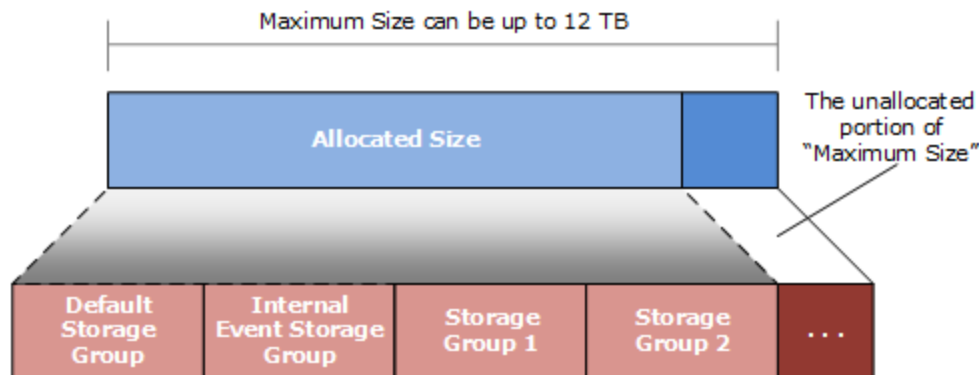 Maximum Size can be up to 12 TB
Allocated Size
The unallocated
portion of
“Maximum Size”
Default
Storage
Group
Internal
Event Storage
Group
Storage
Group 1
Storage
Group 2
. . .